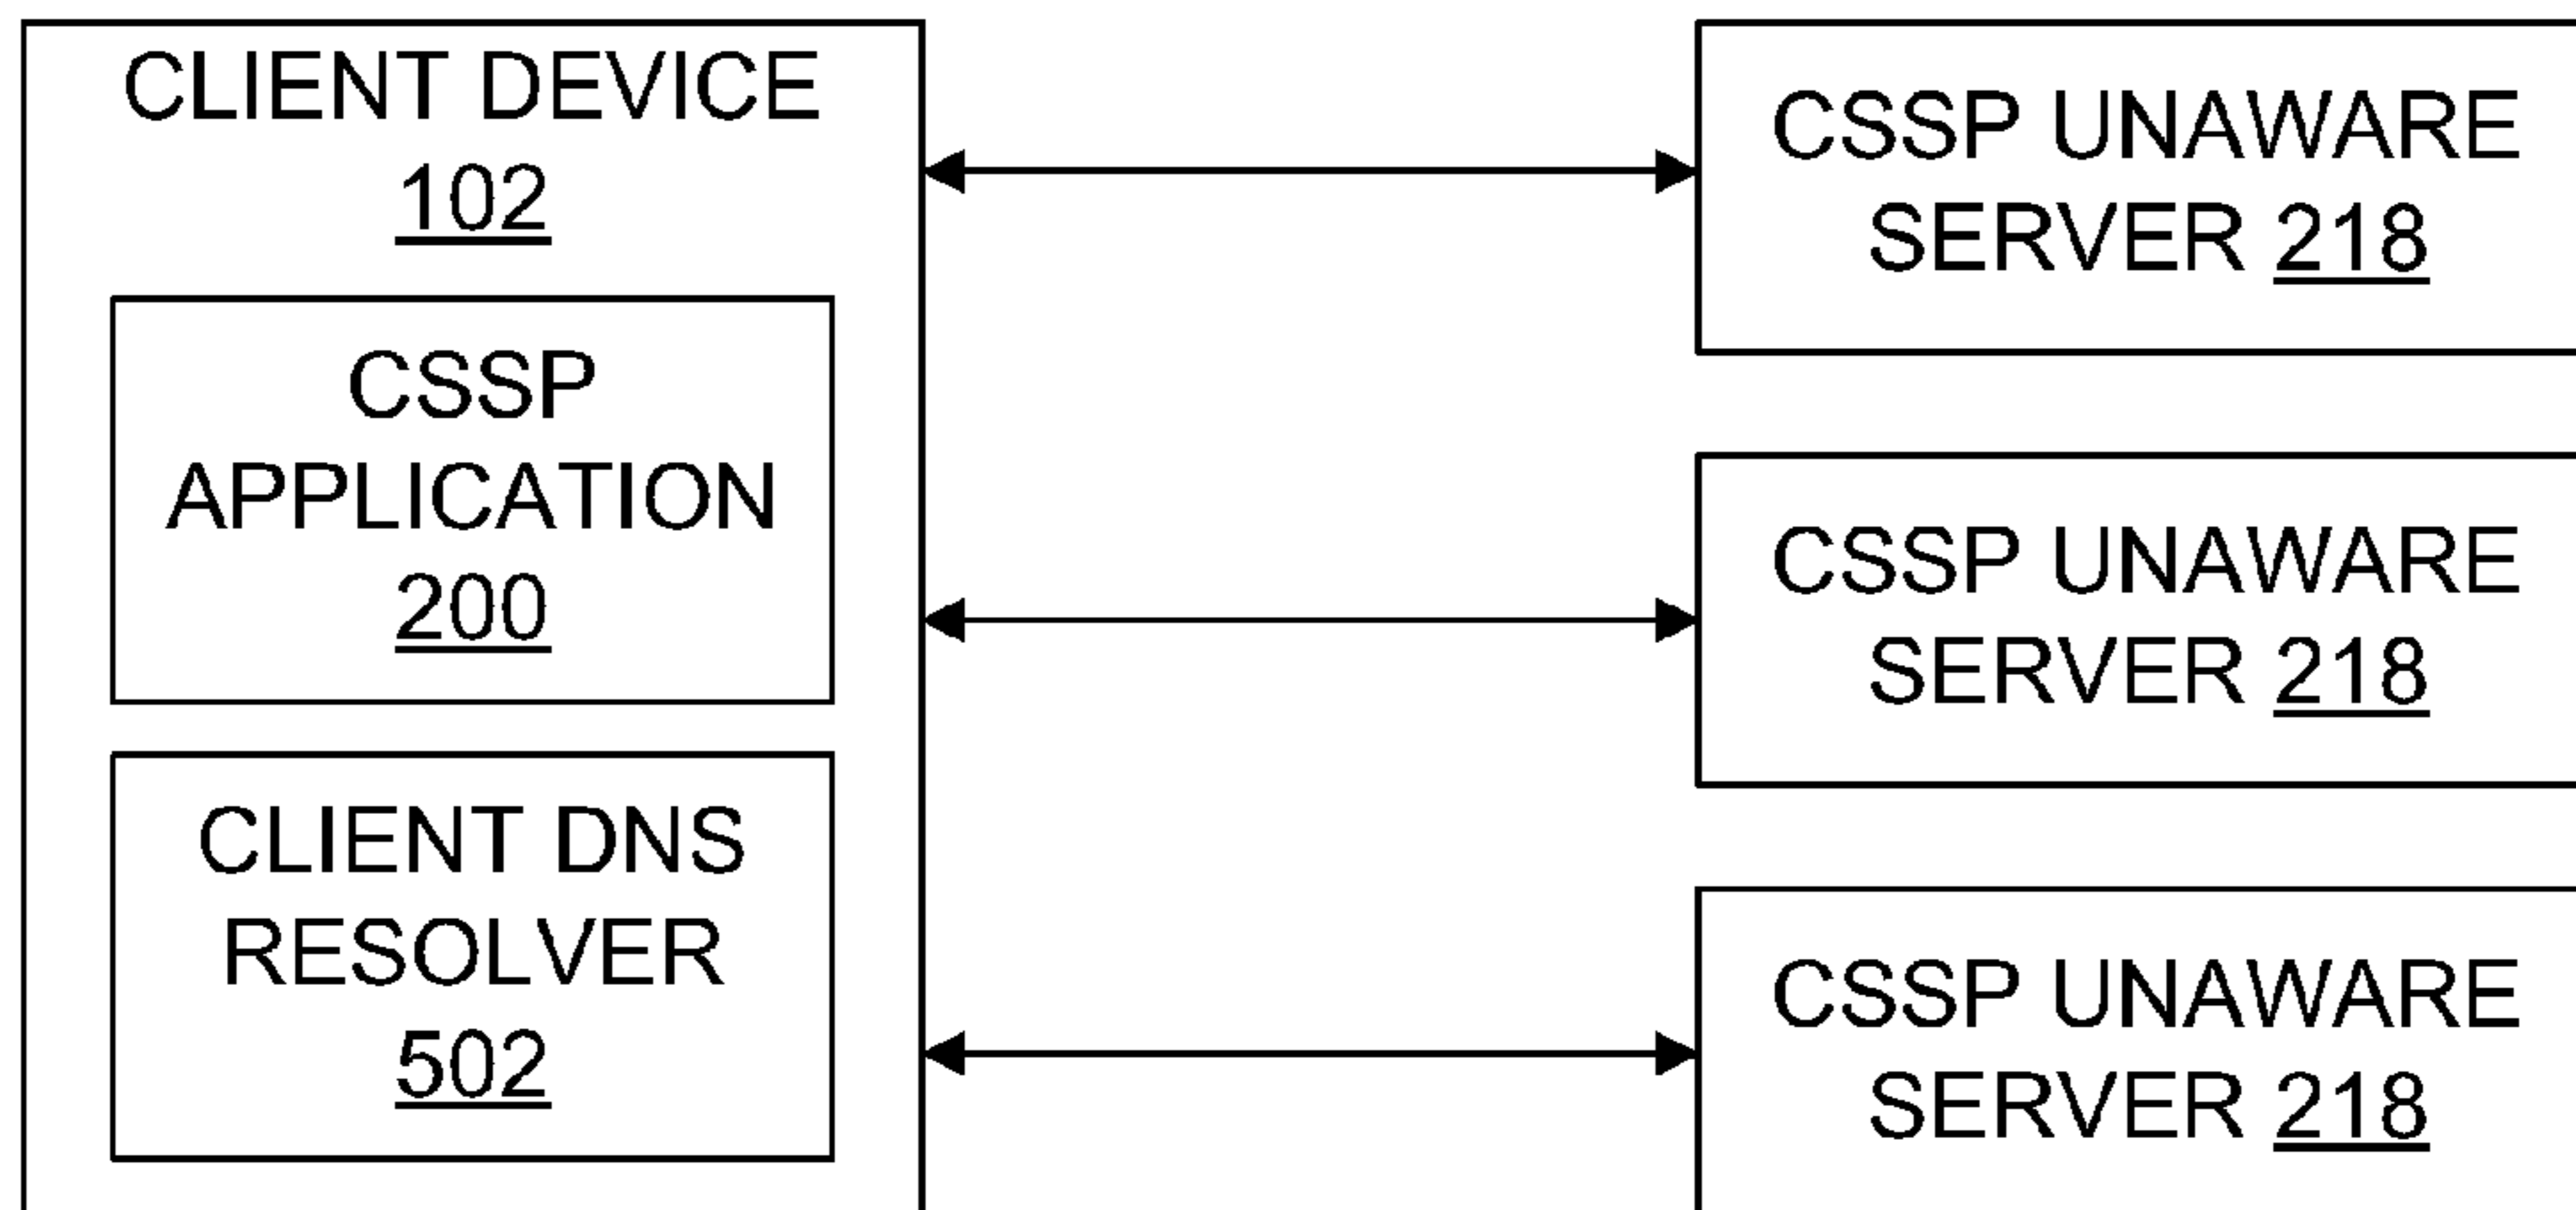 CLIENT DEVICE
102
CSSP
APPLICATION
200
CLIENT DNS
RESOLVER
502
CSSP UNAWARE
SERVER 218
CSSP UNAWARE
SERVER 218
CSSP UNAWARE
SERVER 218